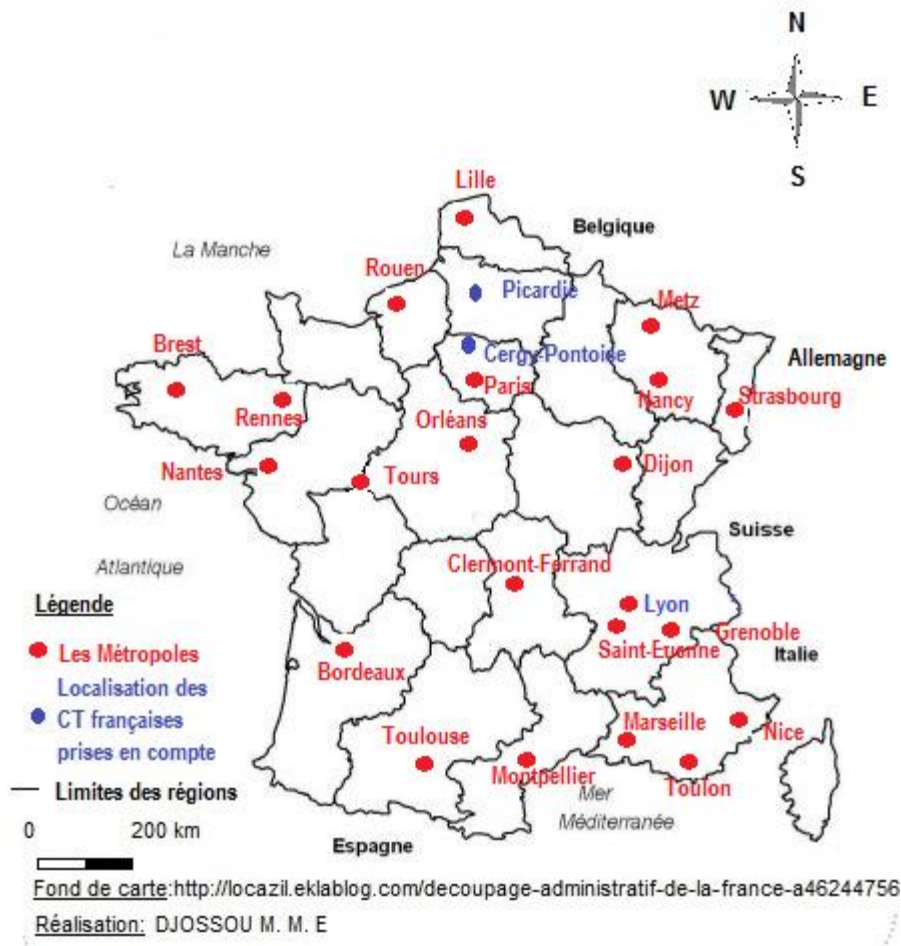 N
W E
S
Lille
Belgique
La Manche
Rouen
Picardie
Metz
Brest
Cergy-Pontoise
Allemagne
Paris
Nancy
Strasbourg
Rennes
Orléans
Nantes
Tours
Dijon
Océan
Suisse
Atlantique
Clermont-Ferrand
Légende
Lyon
Grenoble
Les Métropoles
Saint-Etienne
Italie
Bordeaux
Localisation des
CT françaises
prises en compte
Marseille
Nice
Toulouse
Montpellier
Toulon
Limites des régions
Mer
Méditerranée
0 200 km
Espagne
Fond de carte:http://locazil.eklablog.com/decoupage-administratif-de-la-france-a46244756
Réalisation: DJOSSOU M. M. E